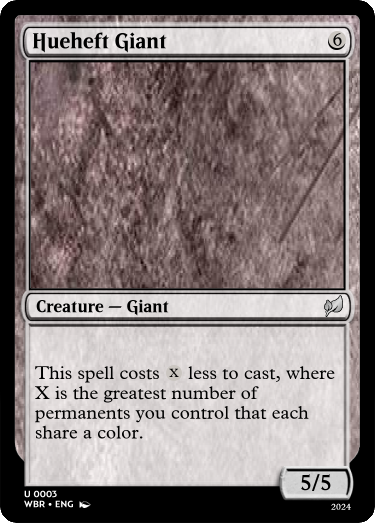 Hueheft Giant 6
Creature — Giant
This spell costs X less to cast, where
X is the greatest number of
permanents you control that each
share a color.
5/5
U 0003
WBR • ENG
2024